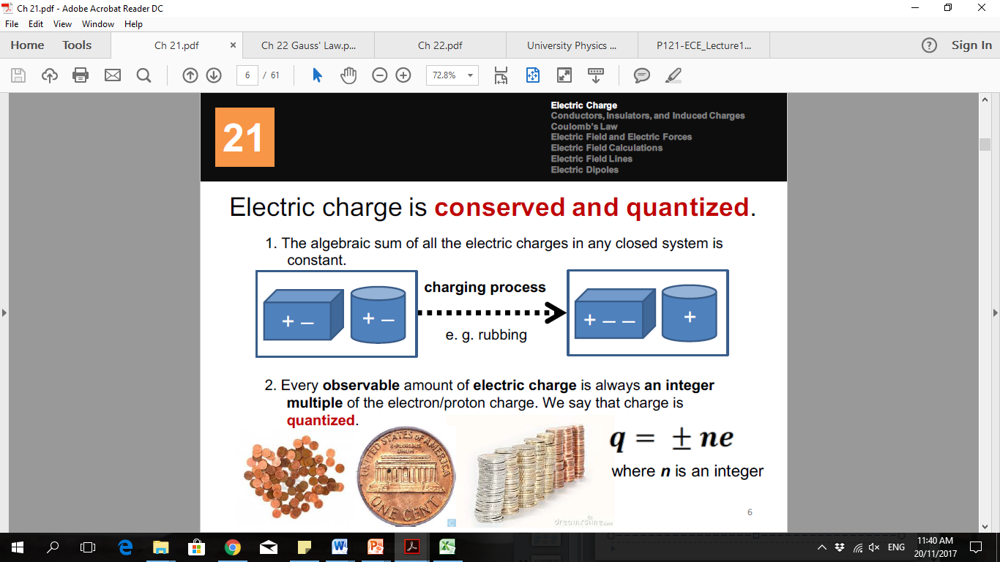 Ch 21.pdf - Adobe Acrobat Reader DC
File Edit View Window Help
Home Tools Ch 21.pdf × Ch 22 Gauss' Law.p... Ch 22.pdf University Physics ... P121-ECE_Lecture1... ? Sign In
6 / 61 72.8%
21
Electric Charge
Conductors, Insulators, and Induced Charges
Coulomb's Law
Electric Field and Electric Forces
Electric Field Calculations
Electric Field Lines
Electric Dipoles
Electric charge is conserved and quantized.
1. The algebraic sum of all the electric charges in any closed system is
constant.
charging process
+ – + – + – – +
e. g. rubbing
2. Every observable amount of electric charge is always an integer
multiple of the electron/proton charge. We say that charge is
quantized.
UNITED STATES OF AMERICA
E·PLURIBUS
UNUM
ONE CENT
q = ± ne
where n is an integer
C
dreamstime.com
6
ENG
11:40 AM
20/11/2017